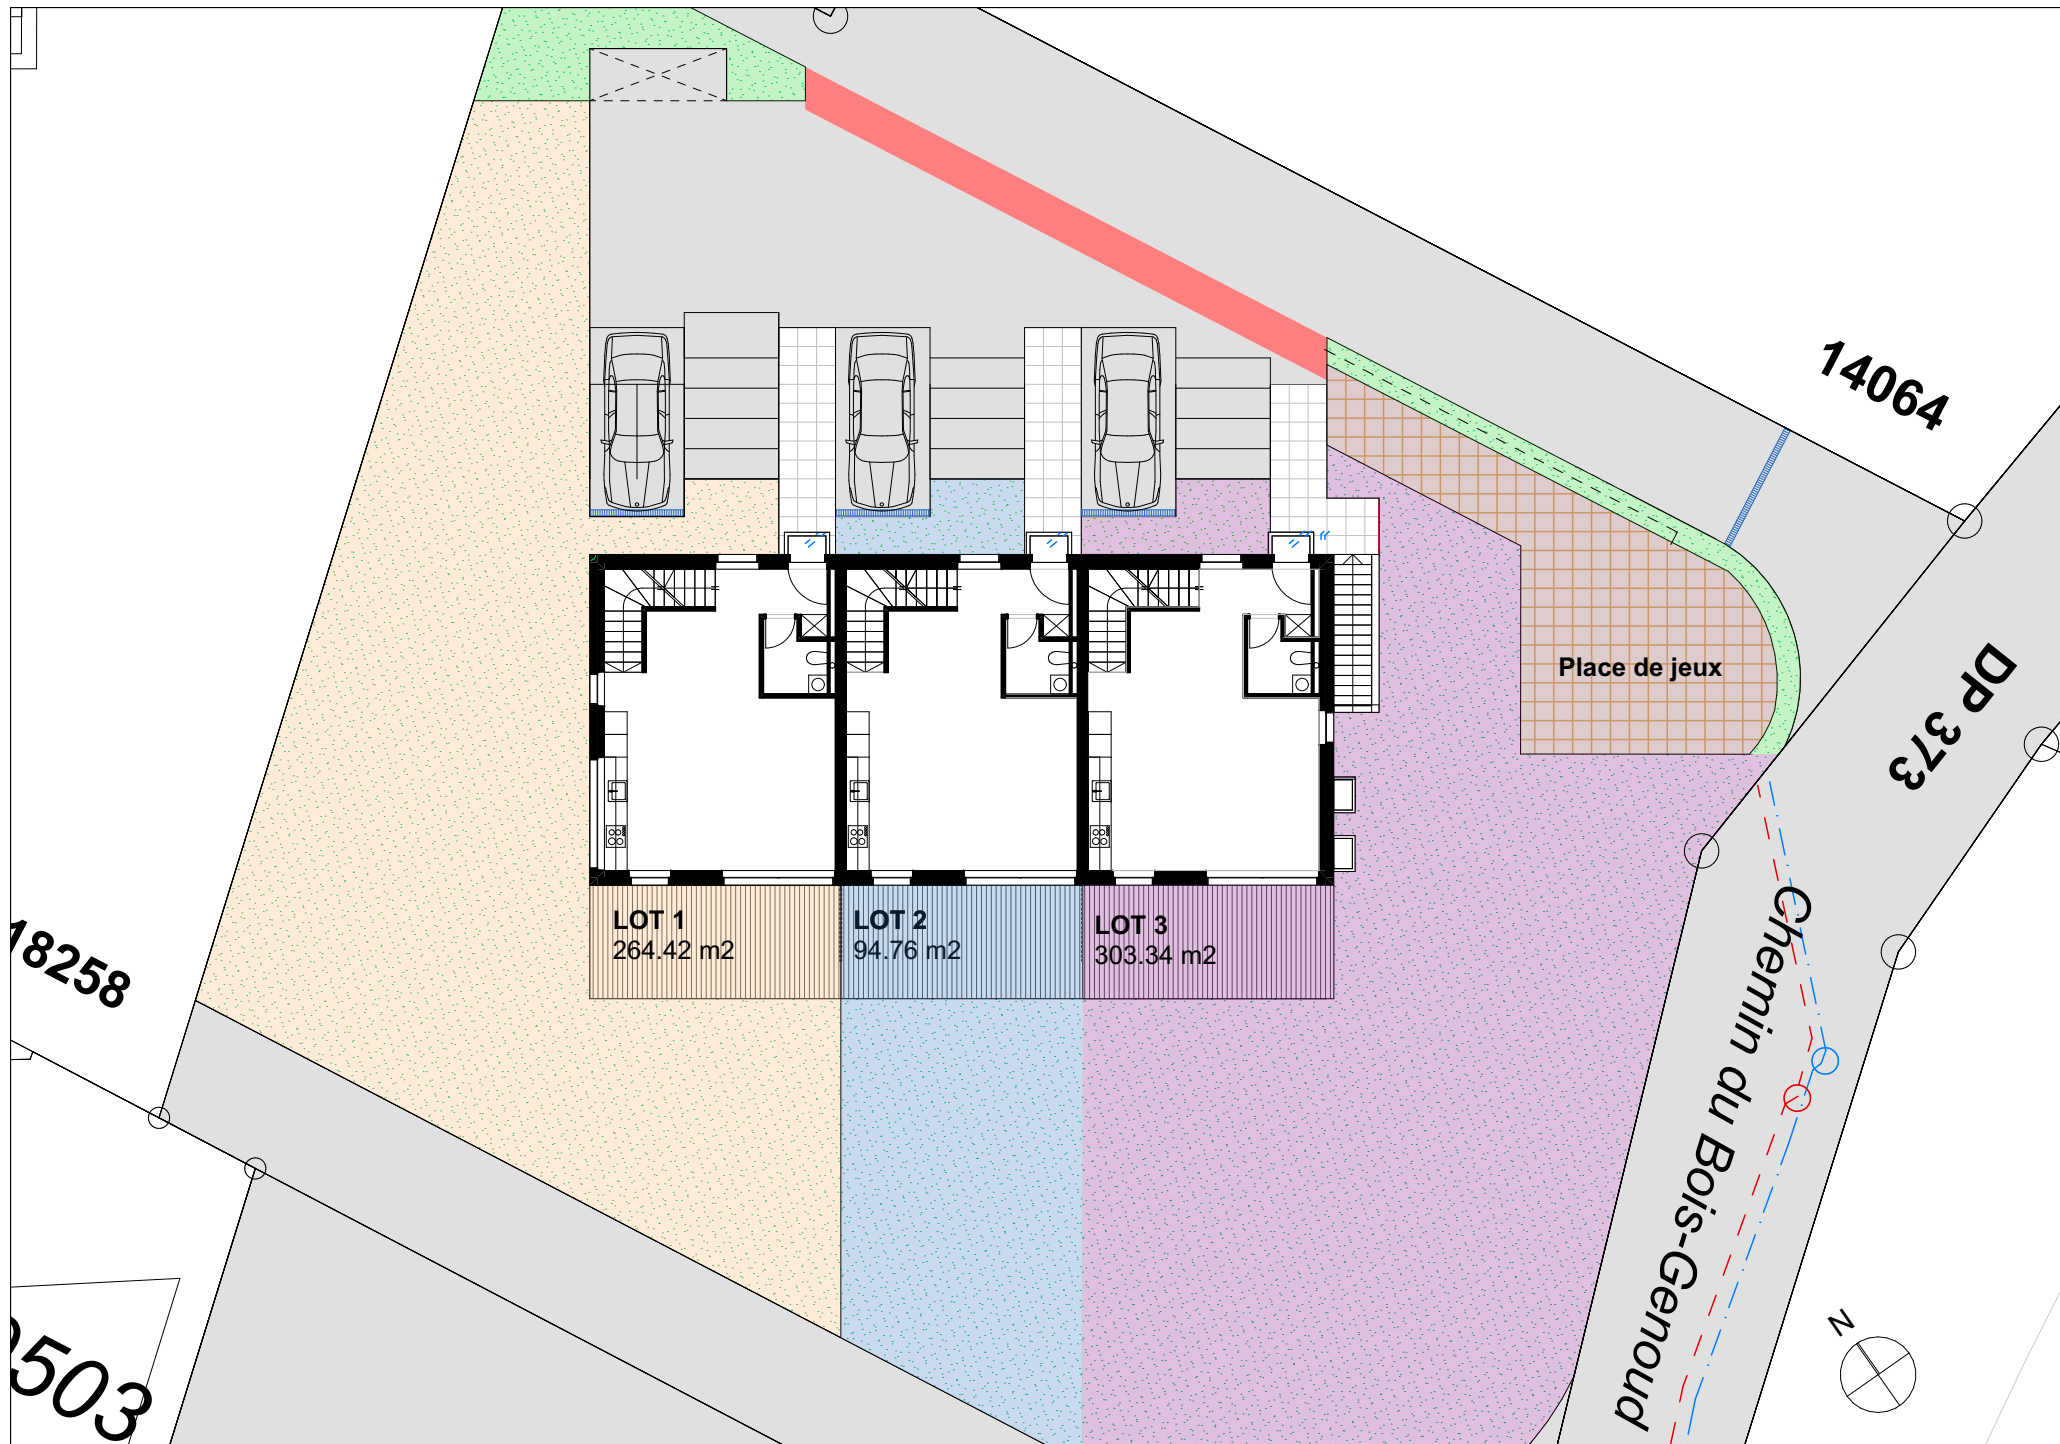 14064
DP 373
Place de jeux
LOT 1
264.42 m2
LOT 2
94.76 m2
LOT 3
303.34 m2
18258
Chemin du Bois-Genoud
N